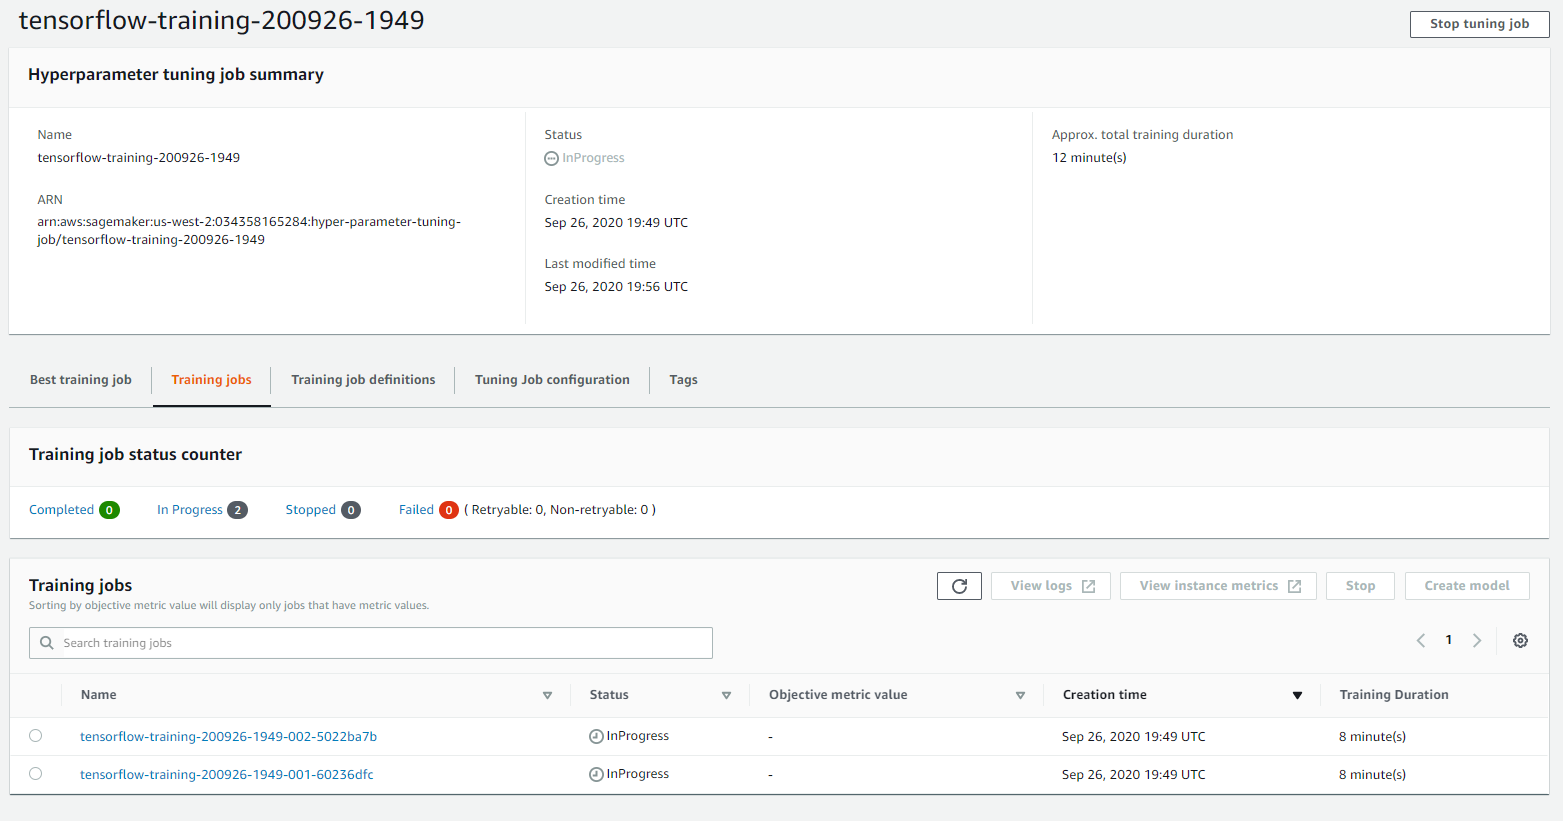 tensorflow-training-200926-1949
Stop tuning job
Hyperparameter tuning job summary
Name
tensorflow-training-200926-1949
ARN
arn:aws:sagemaker:us-west-2:034358165284:hyper-parameter-tuning-
job/tensorflow-training-200926-1949
Status
InProgress
Creation time
Sep 26, 2020 19:49 UTC
Last modified time
Sep 26, 2020 19:56 UTC
Approx. total training duration
12 minute(s)
Best training job Training jobs Training job definitions Tuning Job configuration Tags
Training job status counter
Completed 0 In Progress 2 Stopped 0 Failed 0 ( Retryable: 0, Non-retryable: 0 )
Training jobs
Sorting by objective metric value will display only jobs that have metric values.
View logs View instance metrics Stop Create model
Search training jobs
1
Name Status Objective metric value Creation time Training Duration
tensorflow-training-200926-1949-002-5022ba7b InProgress - Sep 26, 2020 19:49 UTC 8 minute(s)
tensorflow-training-200926-1949-001-60236dfc InProgress - Sep 26, 2020 19:49 UTC 8 minute(s)